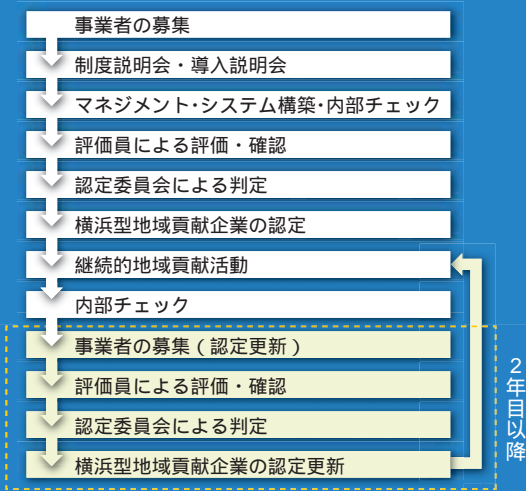 事業者の募集
制度説明会・導入説明会
マネジメント・システム構築・内部チェック
評価員による評価・確認
認定委員会による判定
横浜型地域貢献企業の認定
継続的地域貢献活動
内部チェック
事業者の募集（認定更新）
評価員による評価・確認
認定委員会による判定
横浜型地域貢献企業の認定更新
2年目以降